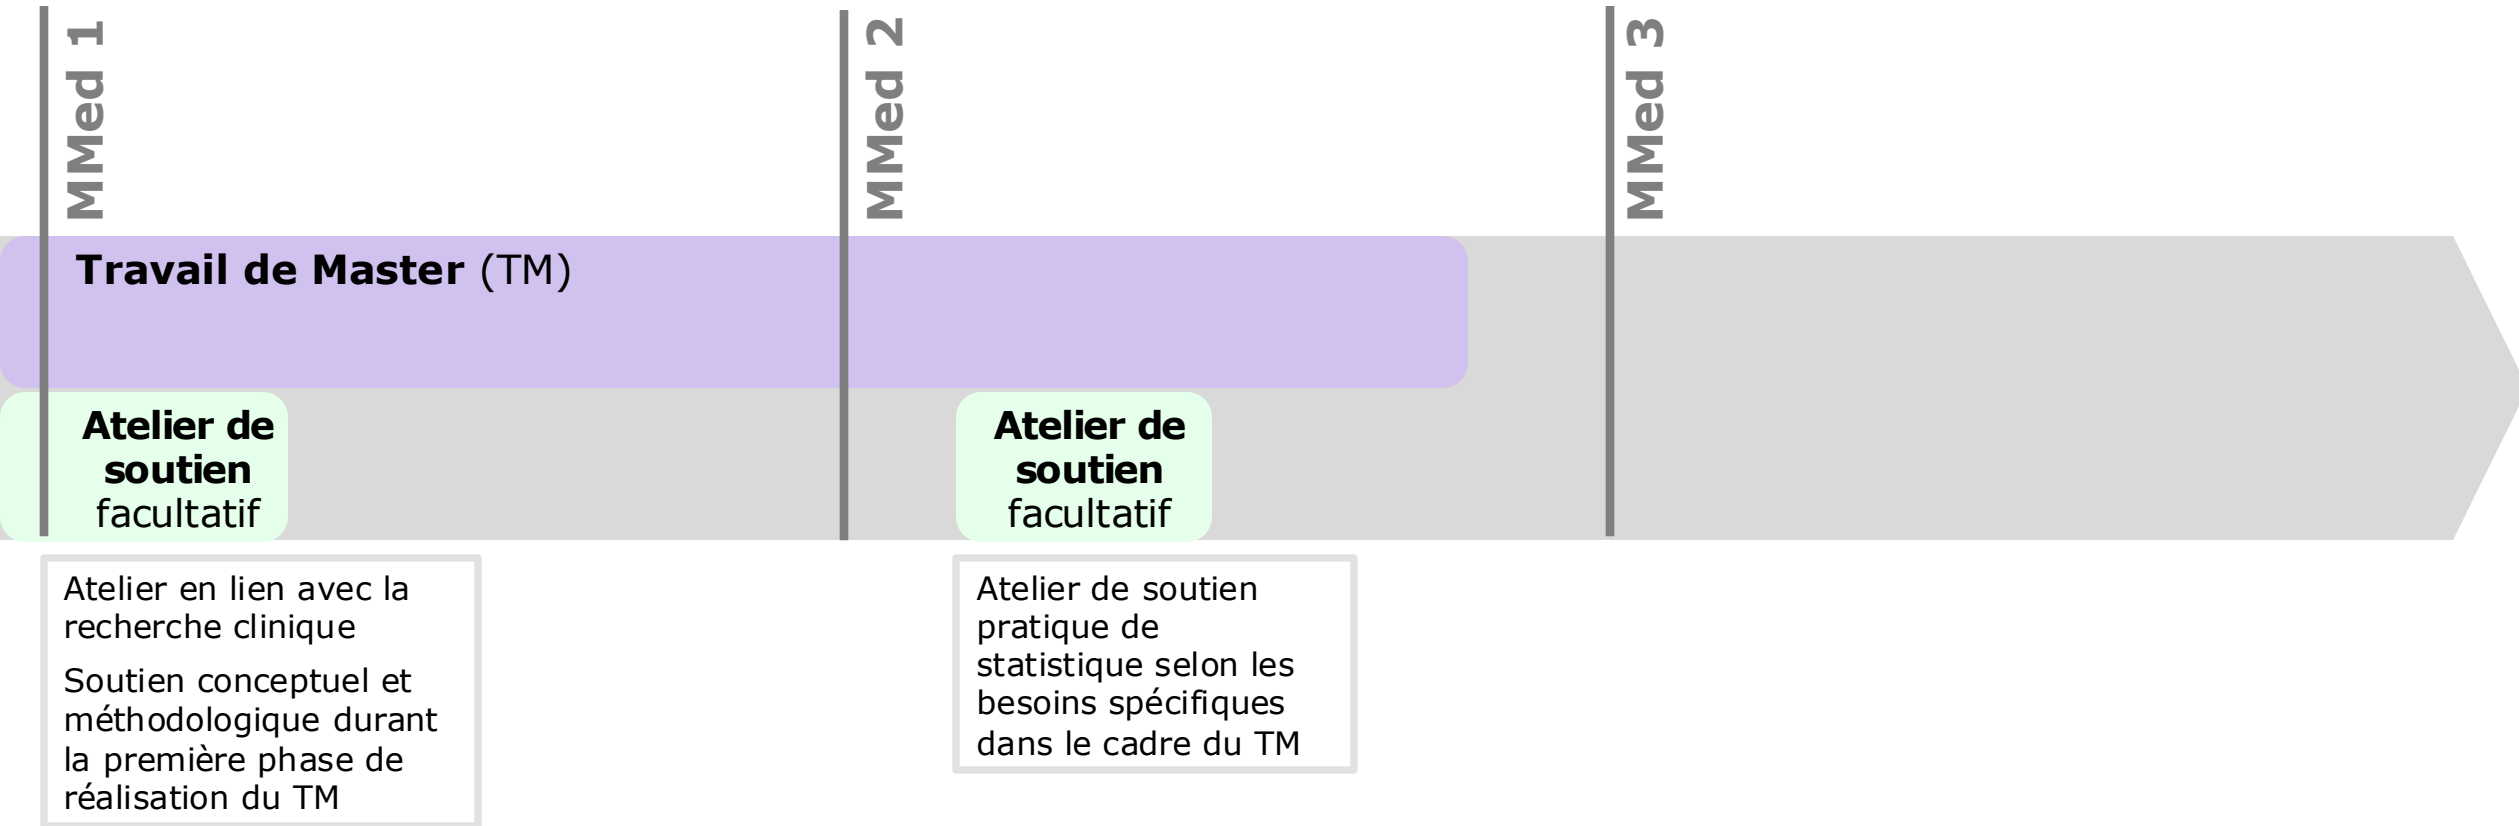 MMed 1
MMed 2
MMed 3
Travail de Master (TM)
Atelier de
soutien
facultatif
Atelier de
soutien
facultatif
Atelier en lien avec la
recherche clinique
Soutien conceptuel et
méthodologique durant
la première phase de
réalisation du TM
Atelier de soutien
pratique de
statistique selon les
besoins spécifiques
dans le cadre du TM